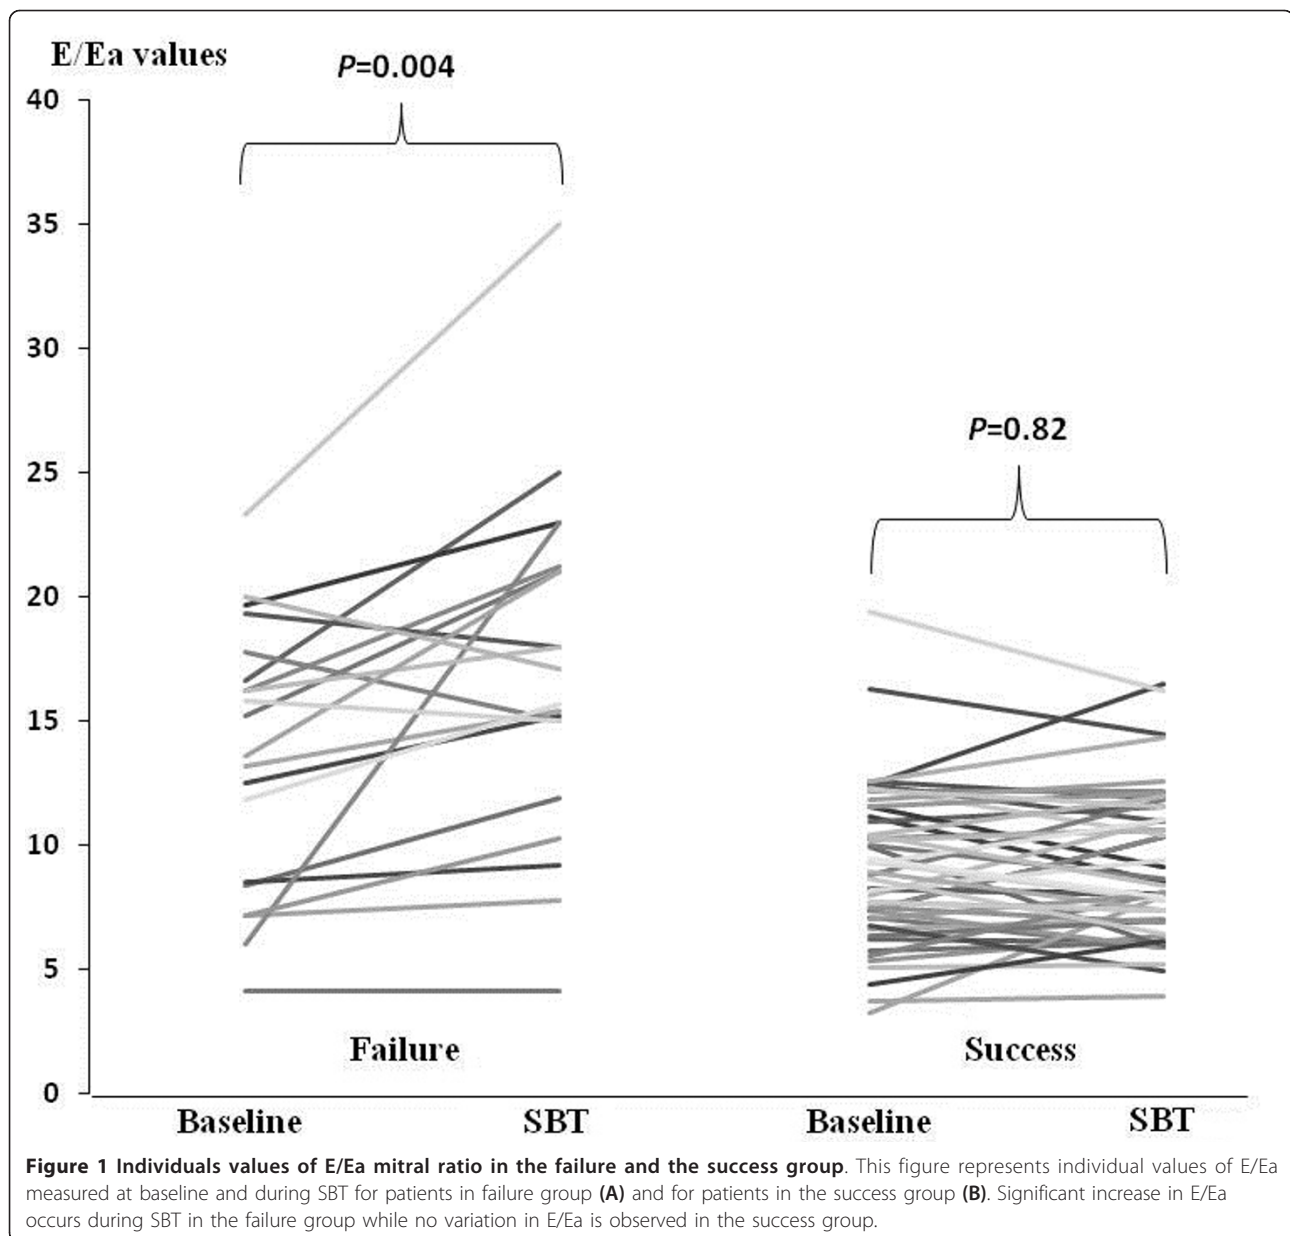 E/Ea values
P=0.004
40
35
30
25
P=0.82
20
15
10
5
Failure
Success
0
Baseline
SBT
Baseline
SBT
Figure 1 Individuals values of E/Ea mitral ratio in the failure and the success group. This figure represents individual values of E/Ea
measured at baseline and during SBT for patients in failure group (A) and for patients in the success group (B). Significant increase in E/Ea
occurs during SBT in the failure group while no variation in E/Ea is observed in the success group.